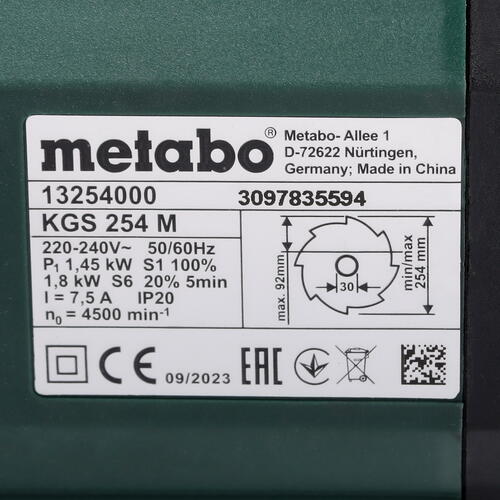 metabo®
Metabo- Allee 1
D-72622 Nürtingen,
Germany; Made in China
13254000
3097835594
KGS 254 M
220-240V~ 50/60Hz
P₁ 1,45 kW S1 100%
1,8 kW S6 20% 5min
I = 7,5 A IP20
n₀ = 4500 min⁻¹
max. 92mm
30
min/max
254 mm
CE
09/2023
EAC